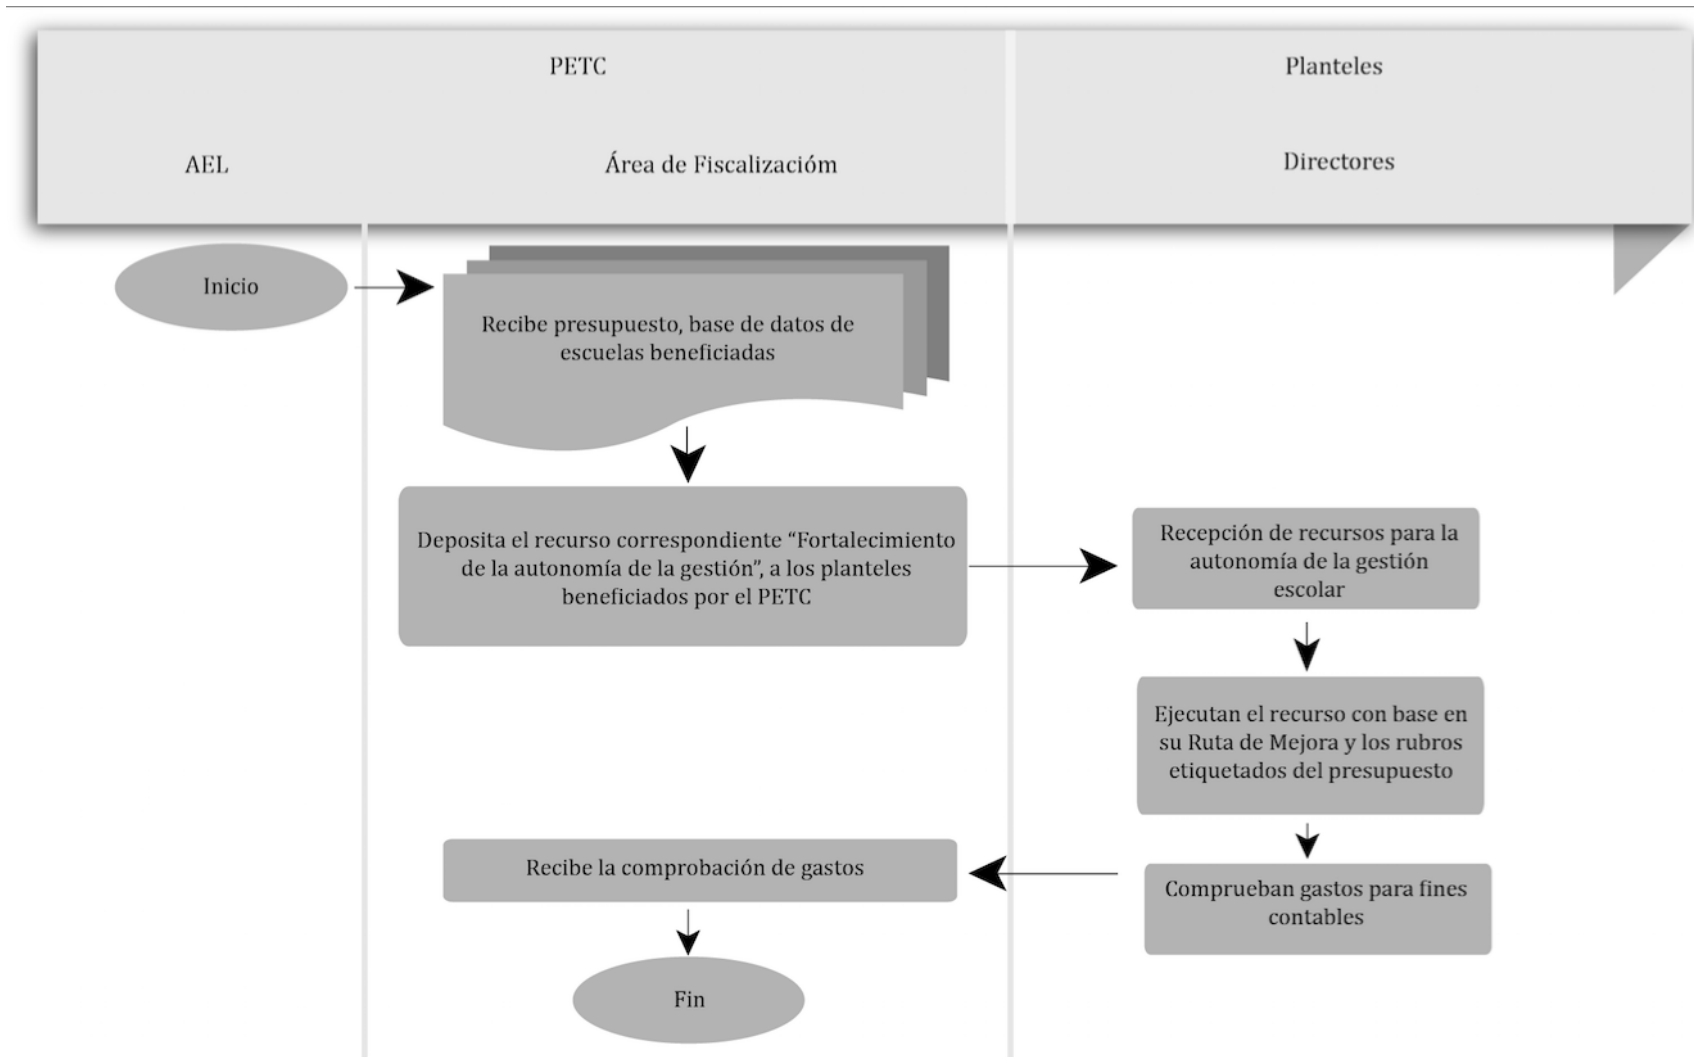 PETC
Planteles
AEL
Área de Fiscalizacióm
Directores
Inicio
Recibe presupuesto, base de datos de
escuelas beneficiadas
Deposita el recurso correspondiente “Fortalecimiento
de la autonomía de la gestión”, a los planteles
beneficiados por el PETC
Recepción de recursos para la
autonomía de la gestión
escolar
Ejecutan el recurso con base en
su Ruta de Mejora y los rubros
etiquetados del presupuesto
Comprueban gastos para fines
contables
Recibe la comprobación de gastos
Fin